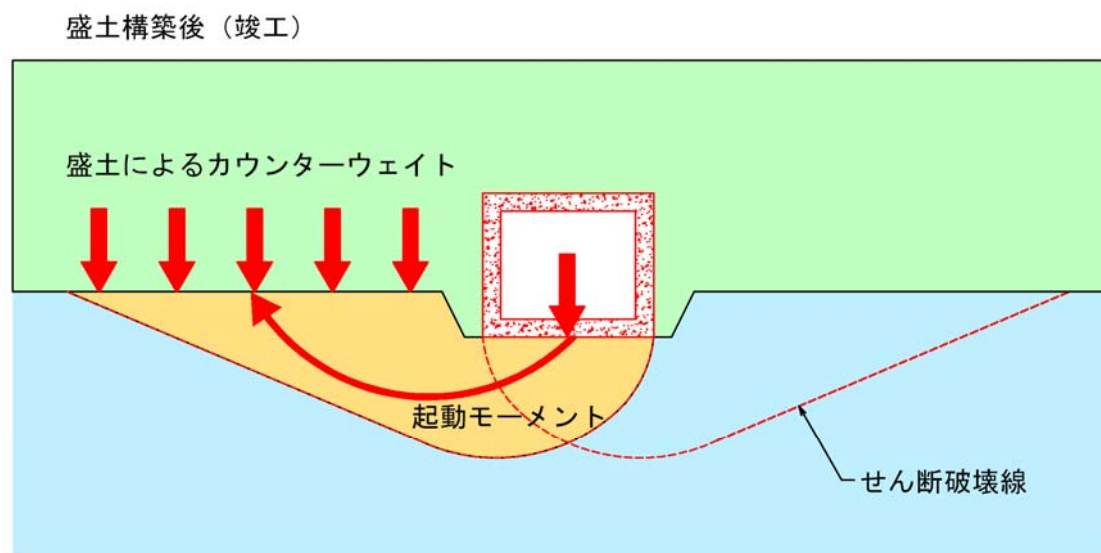 盛土構築後（竣工）
盛土によるカウンターウェイト
起動モーメント
せん断破壊線